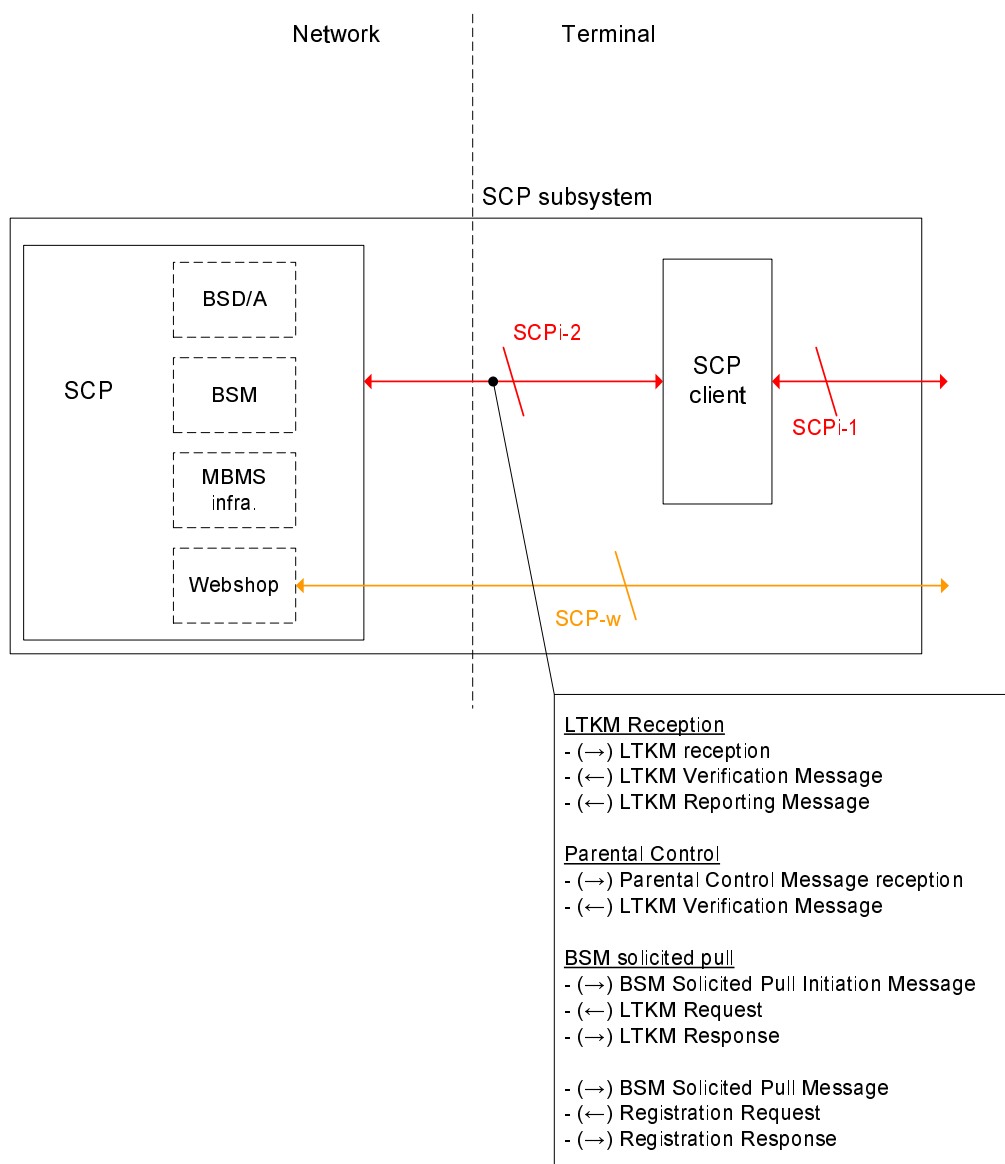 Network
Terminal
SCP subsystem
SCP
BSD/A
BSM
MBMS
infra.
Webshop
SCPi-2
SCP
client
SCPi-1
SCP-w
LTKM Reception
- (→) LTKM reception
- (←) LTKM Verification Message
- (←) LTKM Reporting Message
Parental Control
- (→) Parental Control Message reception
- (←) LTKM Verification Message
BSM solicited pull
- (→) BSM Solicited Pull Initiation Message
- (←) LTKM Request
- (→) LTKM Response
- (→) BSM Solicited Pull Message
- (←) Registration Request
- (→) Registration Response